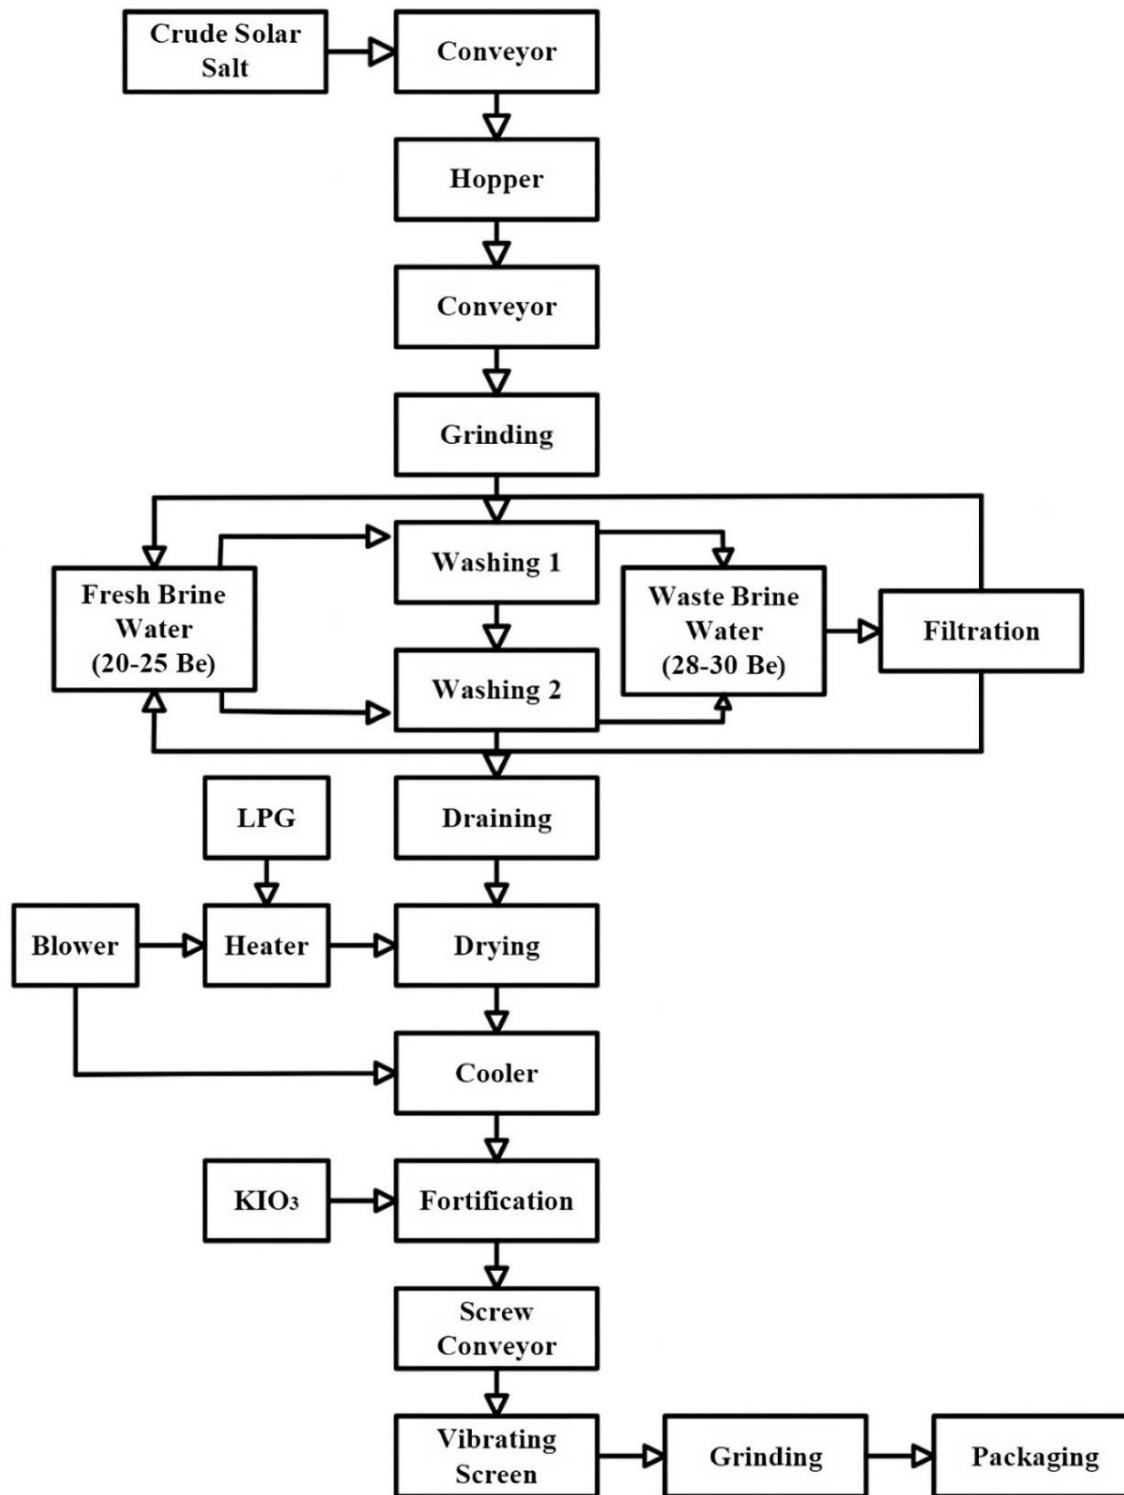 Crude Solar
Salt
Conveyor
Hopper
Conveyor
Grinding
Fresh Brine
Water
(20-25 Be)
Washing 1
Washing 2
Waste Brine
Water
(28-30 Be)
Filtration
LPG
Draining
Blower
Heater
Drying
Cooler
KIO₃
Fortification
Screw
Conveyor
Vibrating
Screen
Grinding
Packaging